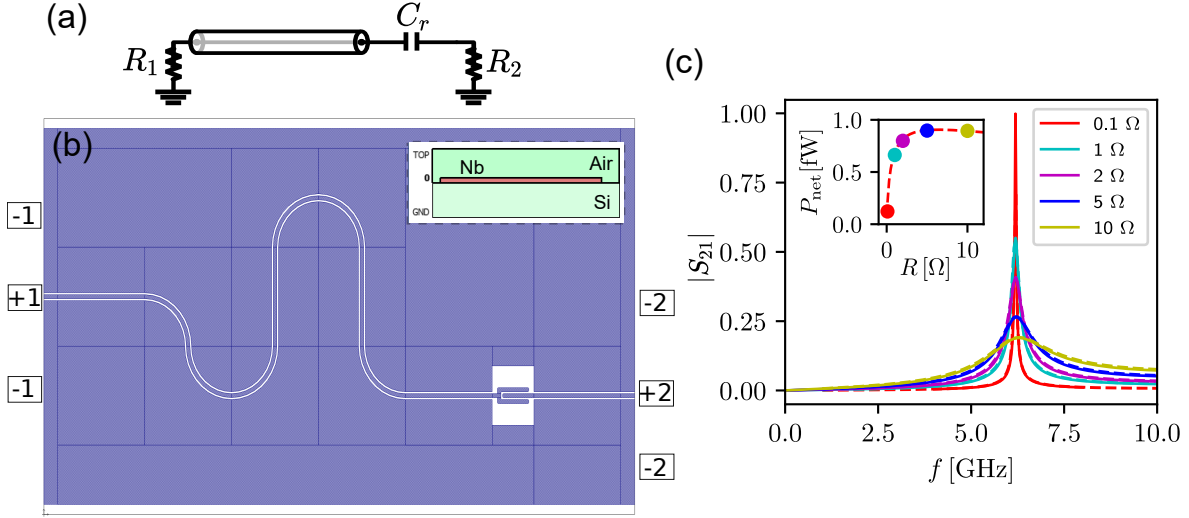 (a)
R1
Cr
R2
(b)
TOP
0
GND
Nb
Air
Si
-1
+1
-1
-2
+2
-2
(c)
|S21|
1.00
0.75
0.50
0.25
0.00
0.0
2.5
5.0
7.5
10.0
f [GHz]
Pnet [fW]
1.0
0.5
0.0
0
10
R [Ω]
0.1 Ω
1 Ω
2 Ω
5 Ω
10 Ω